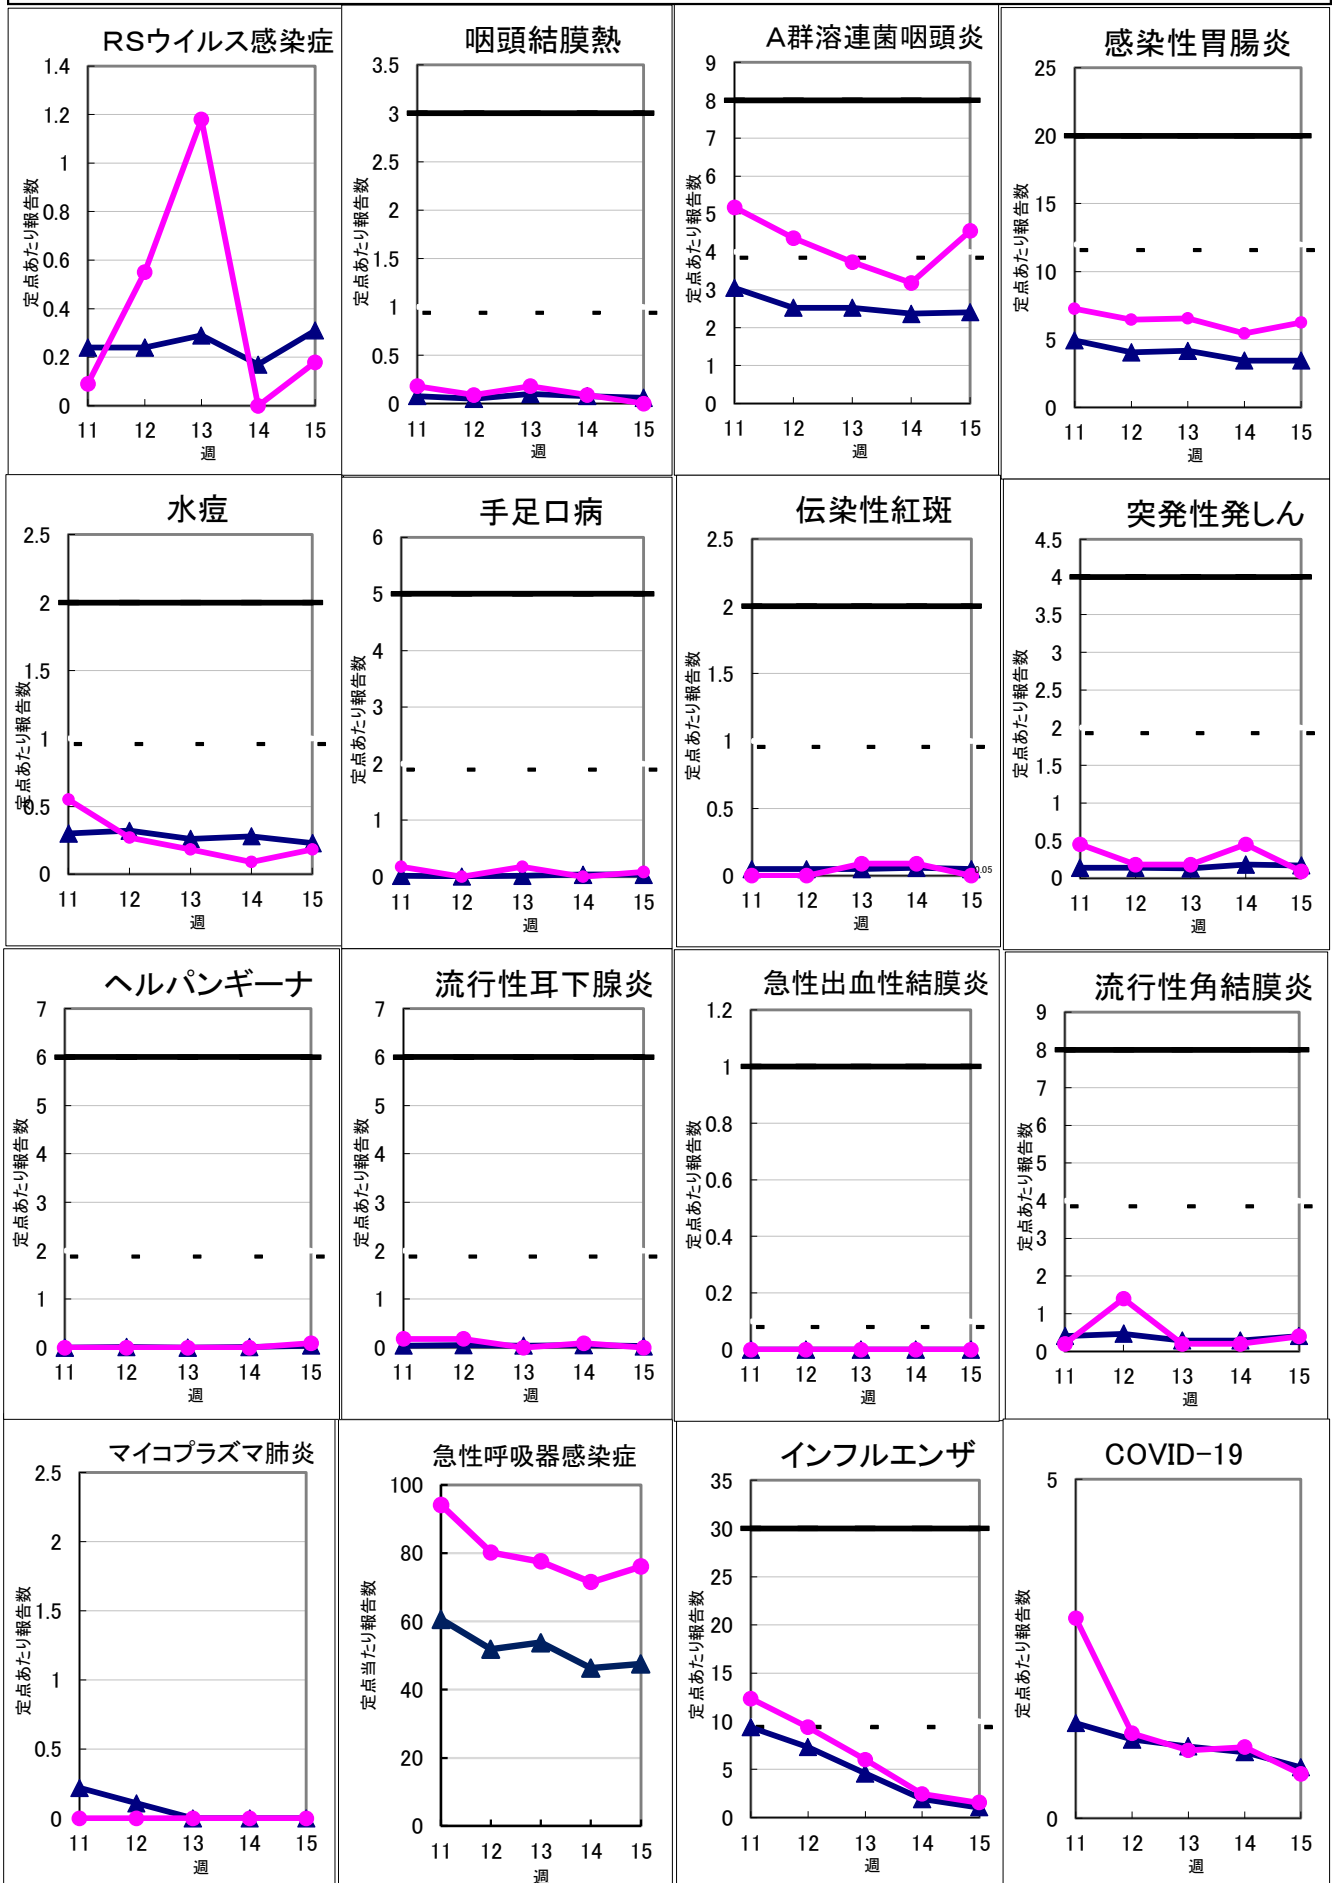 RSウイルス感染症
1.4
1.2
1
0.8
0.6
0.4
0.2
0
定点あたり報告数
11 12 13 14 15
週
咽頭結膜熱
3.5
3
2.5
2
1.5
1
0.5
0
定点あたり報告数
11 12 13 14 15
週
A群溶連菌咽頭炎
9
8
7
6
5
4
3
2
1
0
定点あたり報告数
11 12 13 14 15
週
感染性胃腸炎
25
20
15
10
5
0
定点あたり報告数
11 12 13 14 15
週
水痘
2.5
2
1.5
1
0.5
0
定点あたり報告数
11 12 13 14 15
週
手足口病
6
5
4
3
2
1
0
定点あたり報告数
11 12 13 14 15
週
伝染性紅斑
2.5
2
1.5
1
0.5
0
定点あたり報告数
0.05
11 12 13 14 15
週
突発性発しん
4.5
4
3.5
3
2.5
2
1.5
1
0.5
0
定点あたり報告数
11 12 13 14 15
週
ヘルパンギーナ
7
6
5
4
3
2
1
0
定点あたり報告数
11 12 13 14 15
週
流行性耳下腺炎
7
6
5
4
3
2
1
0
定点あたり報告数
11 12 13 14 15
週
急性出血性結膜炎
1.2
1
0.8
0.6
0.4
0.2
0
定点あたり報告数
11 12 13 14 15
週
流行性角結膜炎
9
8
7
6
5
4
3
2
1
0
定点あたり報告数
11 12 13 14 15
週
マイコプラズマ肺炎
2.5
2
1.5
1
0.5
0
定点あたり報告数
11 12 13 14 15
週
急性呼吸器感染症
100
80
60
40
20
0
定点当たり報告数
11 12 13 14 15
週
インフルエンザ
35
30
25
20
15
10
5
0
定点あたり報告数
11 12 13 14 15
週
COVID-19
5
0
定点あたり報告数
11 12 13 14 15
週